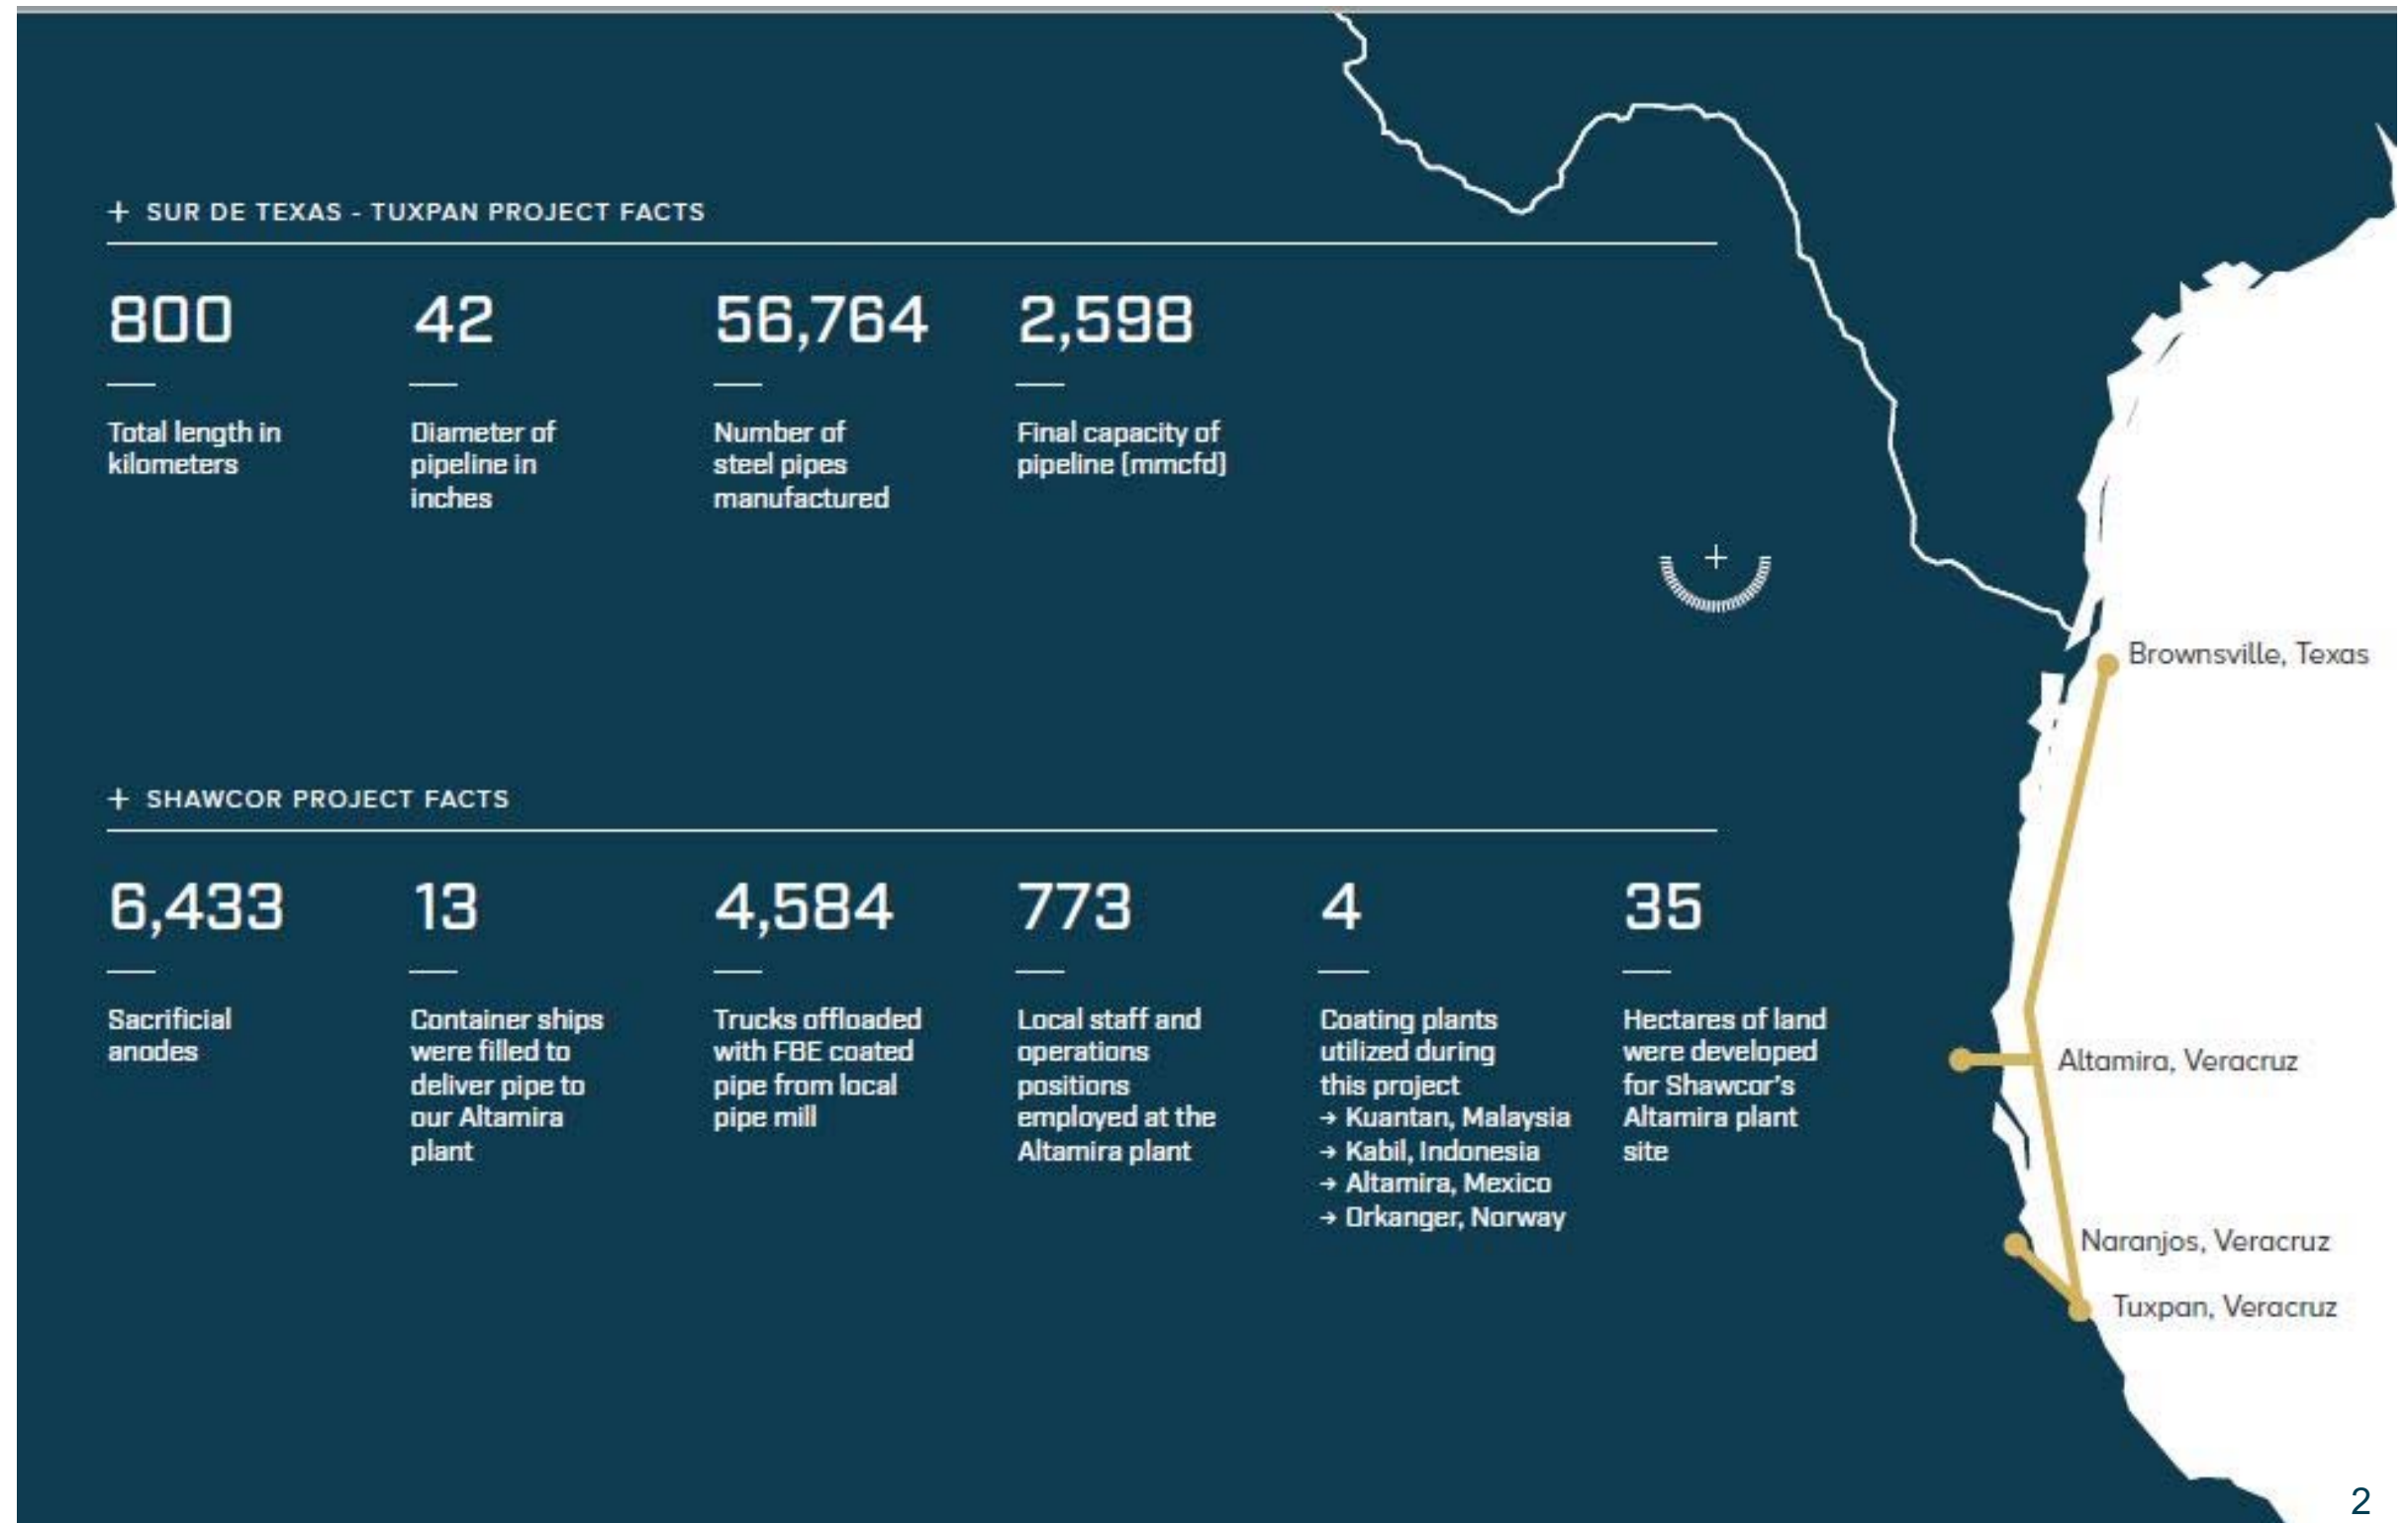 + SUR DE TEXAS - TUXPAN PROJECT FACTS
800
Total length in
kilometers
42
Diameter of
pipeline in
inches
56,764
Number of
steel pipes
manufactured
2,598
Final capacity of
pipeline (mmcfd)
+ SHAWCOR PROJECT FACTS
6,433
Sacrificial
anodes
13
Container ships
were filled to
deliver pipe to
our Altamira
plant
4,584
Trucks offloaded
with FBE coated
pipe from local
pipe mill
773
Local staff and
operations
positions
employed at the
Altamira plant
4
Coating plants
utilized during
this project
→ Kuantan, Malaysia
→ Kabil, Indonesia
→ Altamira, Mexico
→ Orkanger, Norway
35
Hectares of land
were developed
for Shawcor's
Altamira plant
site
Brownsville, Texas
Altamira, Veracruz
Naranjos, Veracruz
Tuxpan, Veracruz
2